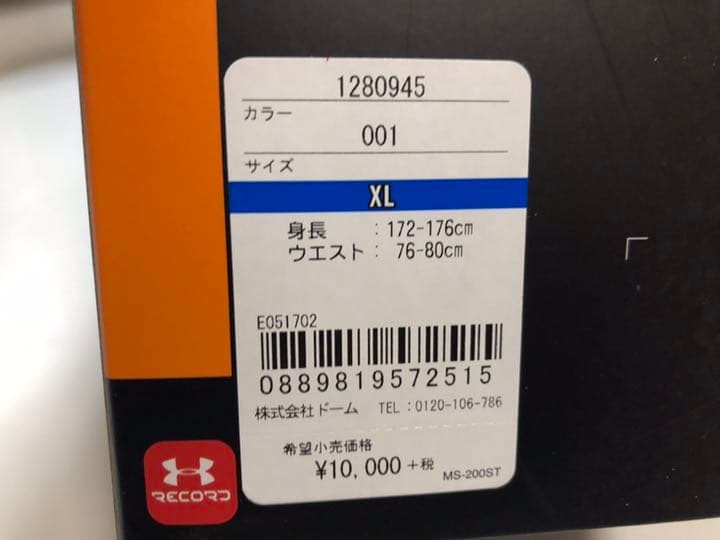 1280945
カラー
001
サイズ
XL
身長 : 172-176cm
ウエスト : 76-80cm
E051702
0889819572515
株式会社ドーム TEL : 0120-106-786
希望小売価格
¥10,000 +税
MS-200ST
RECORD